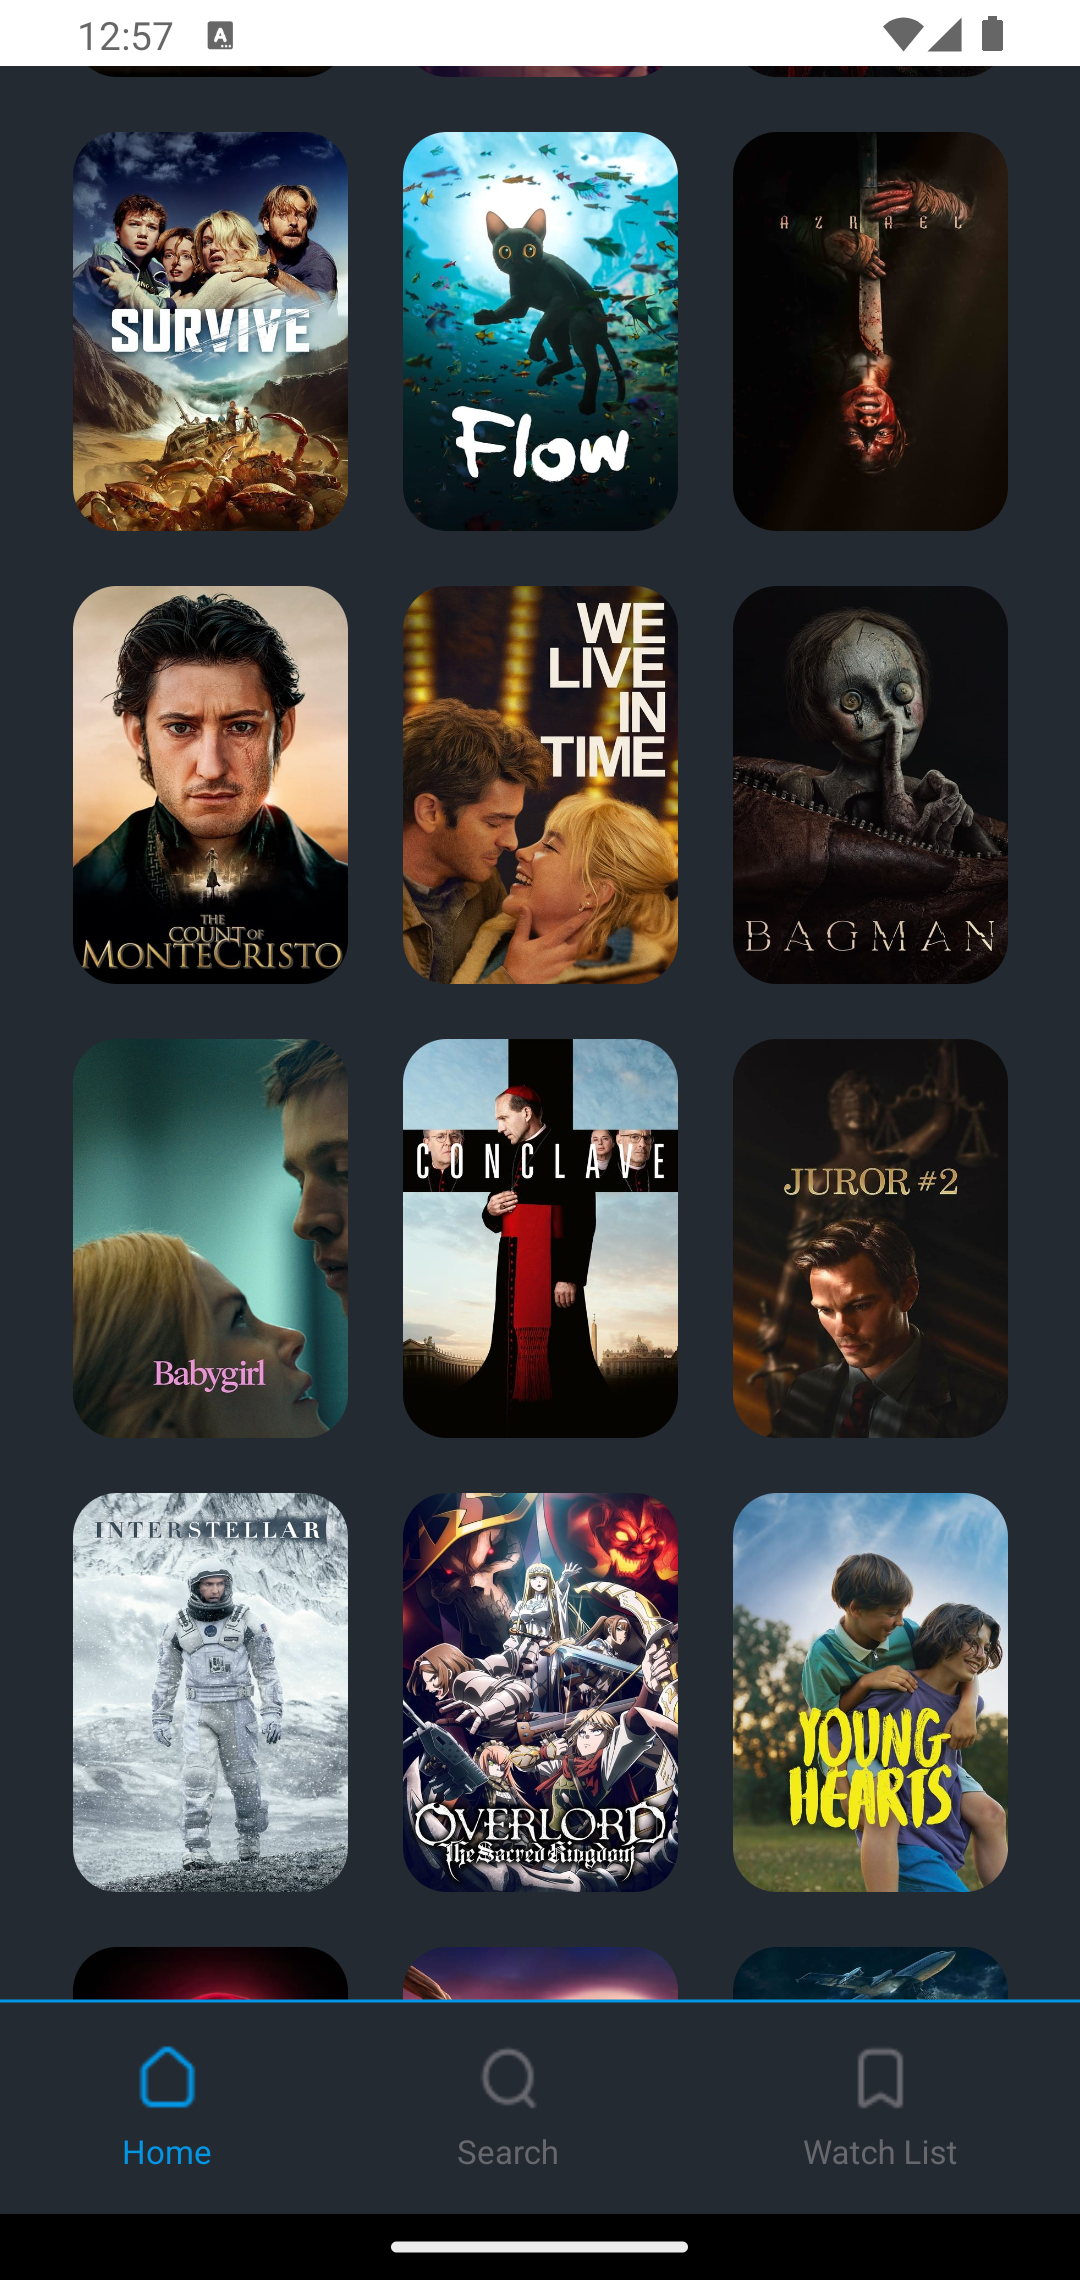 12:57
SURVIVE
Flow
AZRAEL
THE
COUNT OF
MONTE CRISTO
WE
LIVE
IN
TIME
BAGMAN
Babygirl
CONCLAVE
JUROR #2
INTERSTELLAR
OVERLORD
The Sacred Kingdom
YOUNG
HEARTS
Home
Search
Watch List